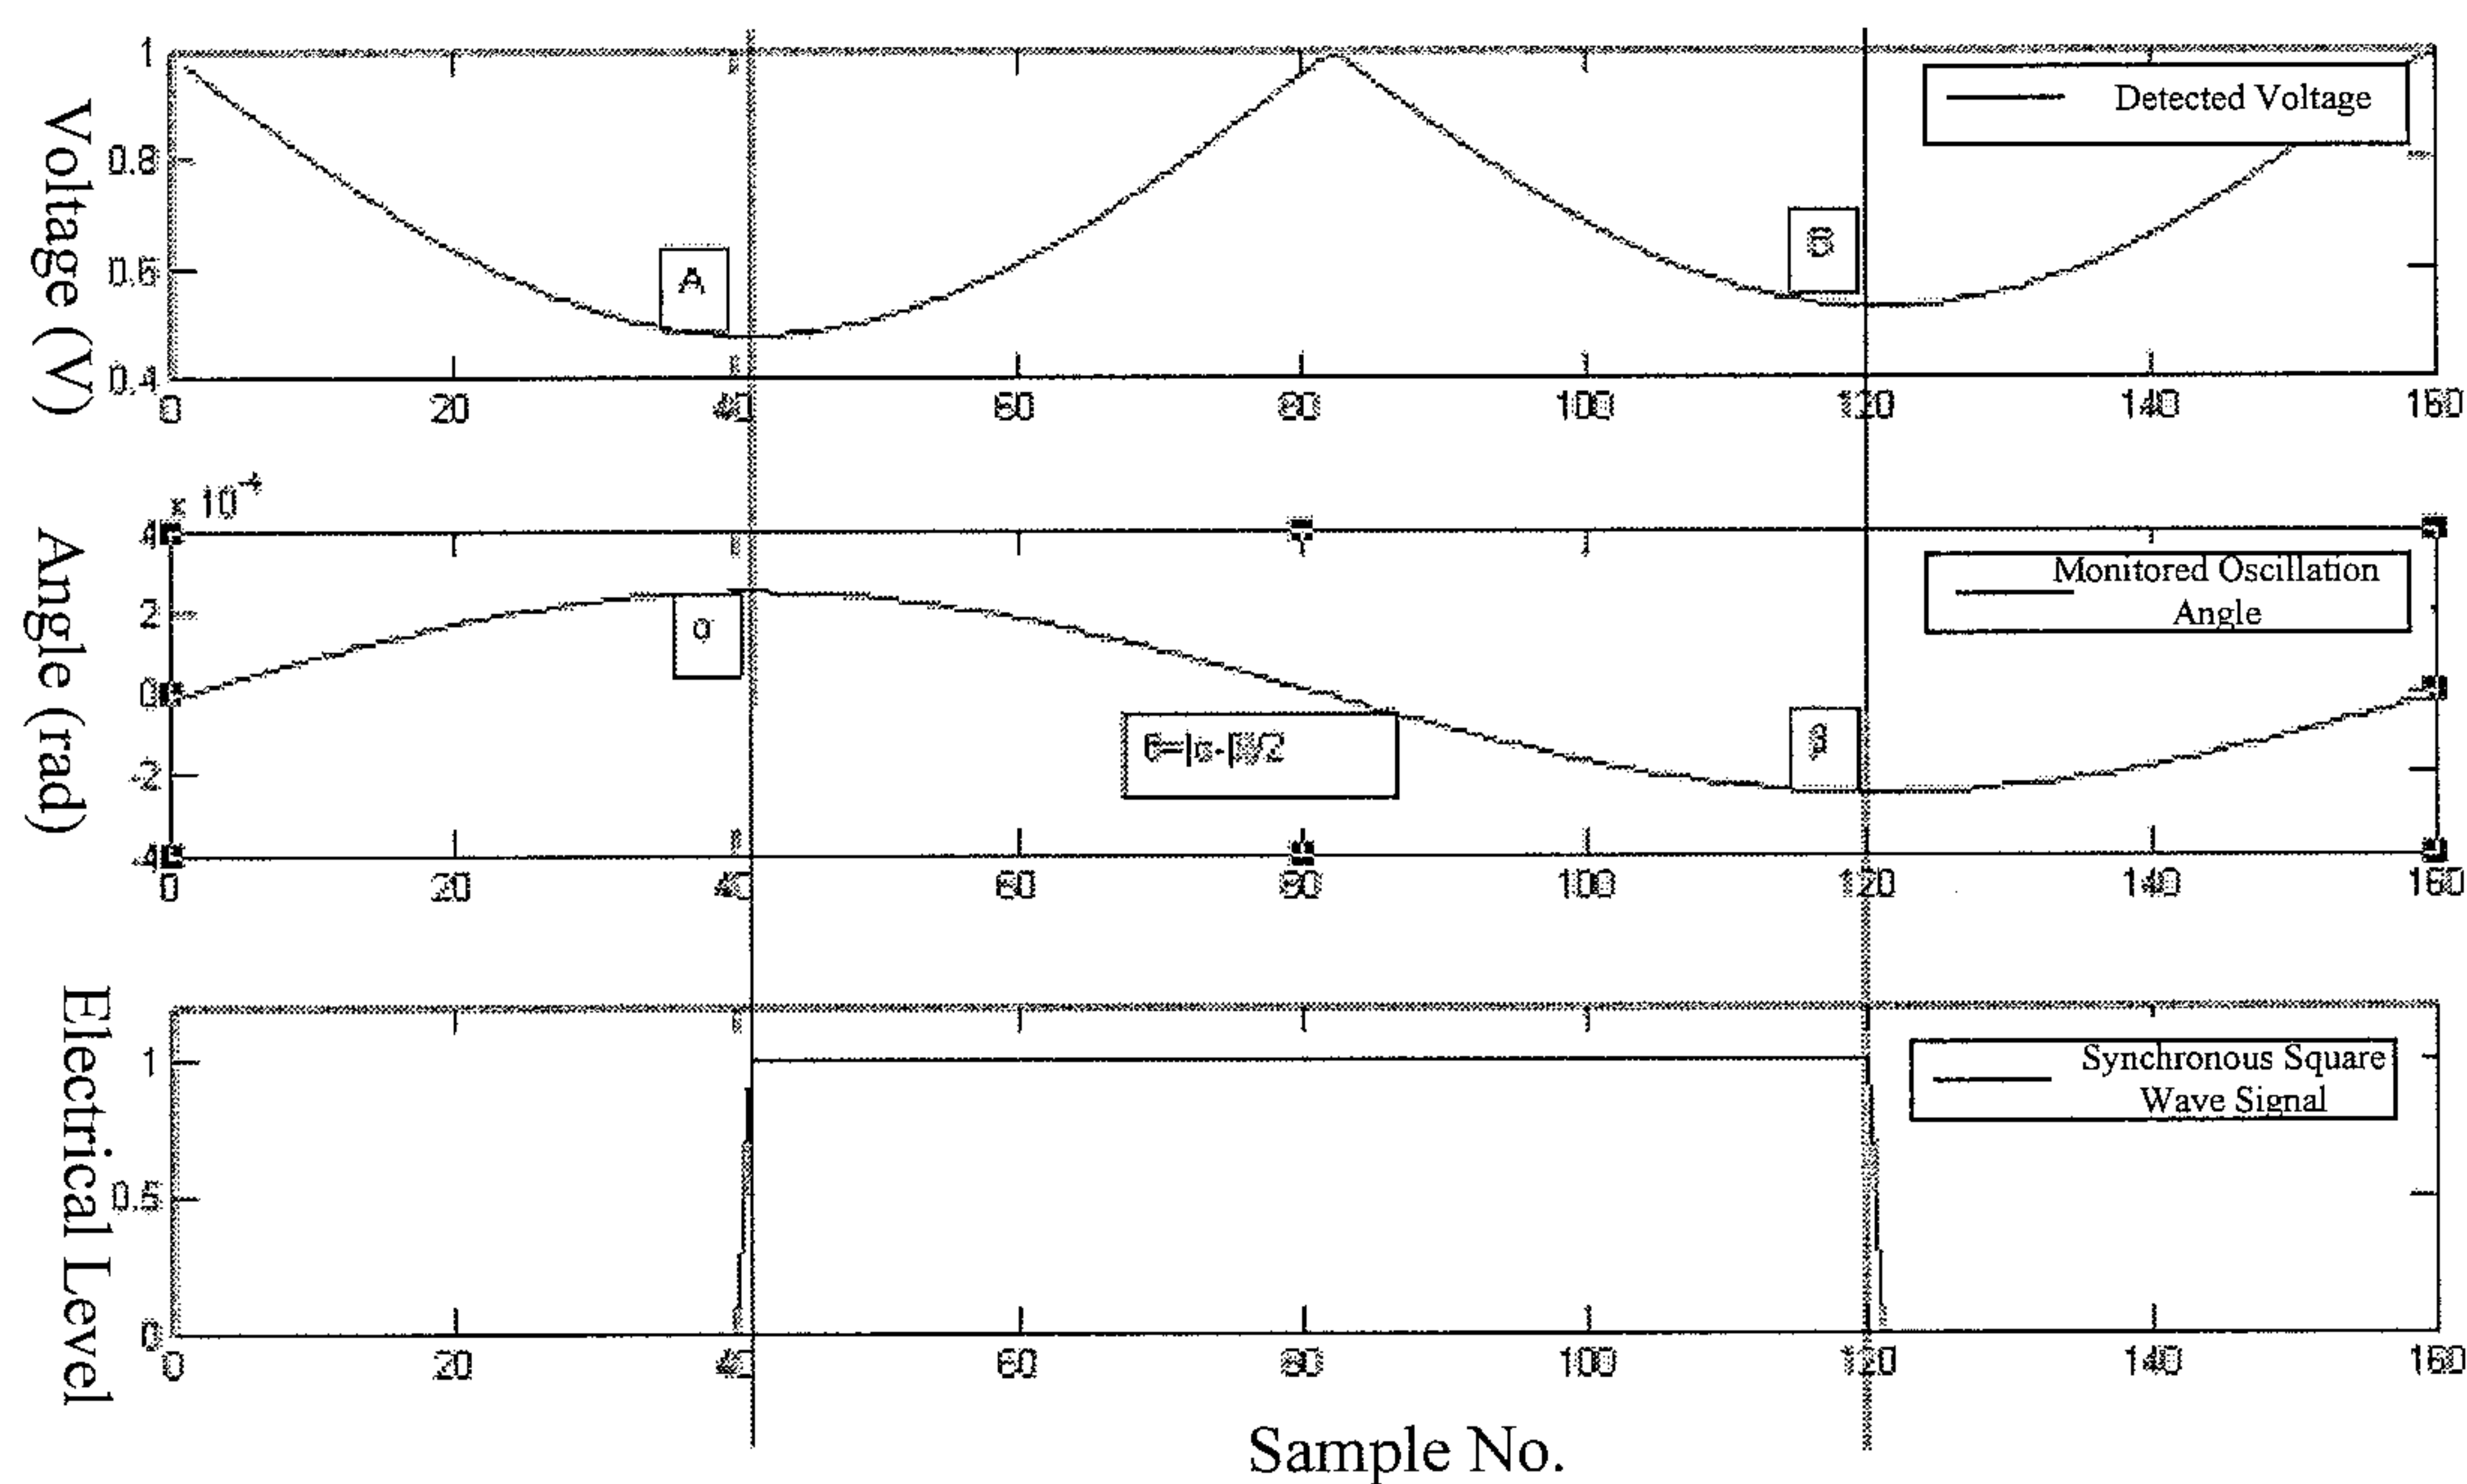 Voltage (V)
1
0.8
0.6
0.4
A
B
Detected Voltage
0 20 40 60 80 100 120 140 160
Angle (rad)
4
2
0
-2
-4
α
β
Monitored Oscillation
Angle
0 20 40 60 80 100 120 140 160
Electrical Level
1
0.5
0
Synchronous Square
Wave Signal
0 20 40 60 80 100 120 140 160
Sample No.